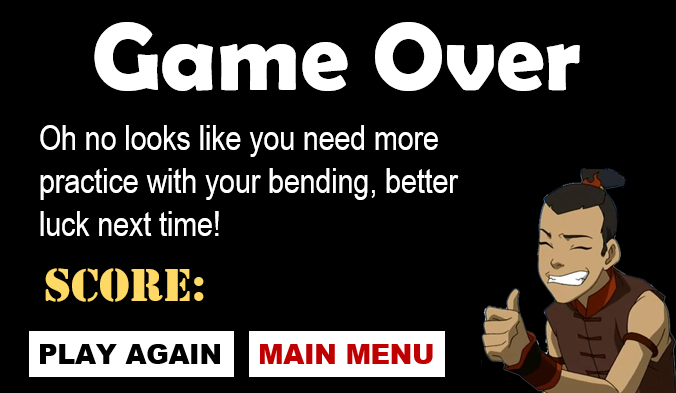 Game Over
Oh no looks like you need more
practice with your bending, better
luck next time!
SCORE:
PLAY AGAIN
MAIN MENU